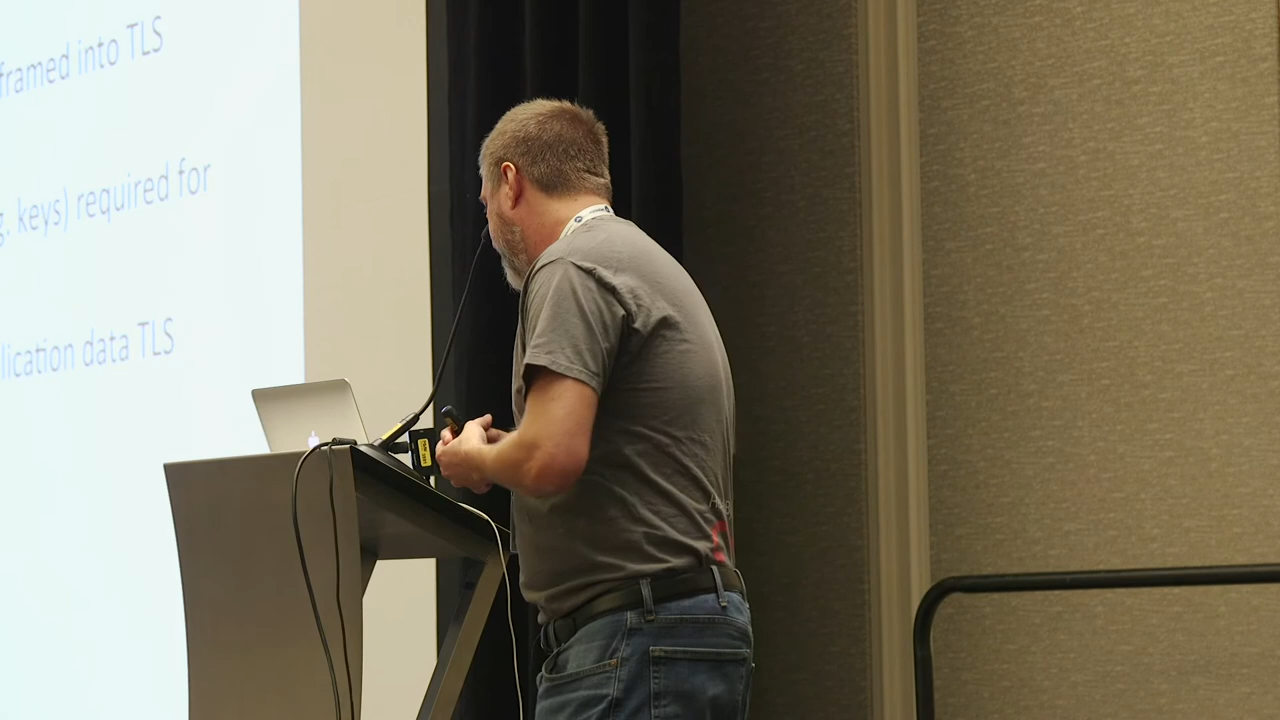 framed into TLS
g. keys) required for
lication data TLS